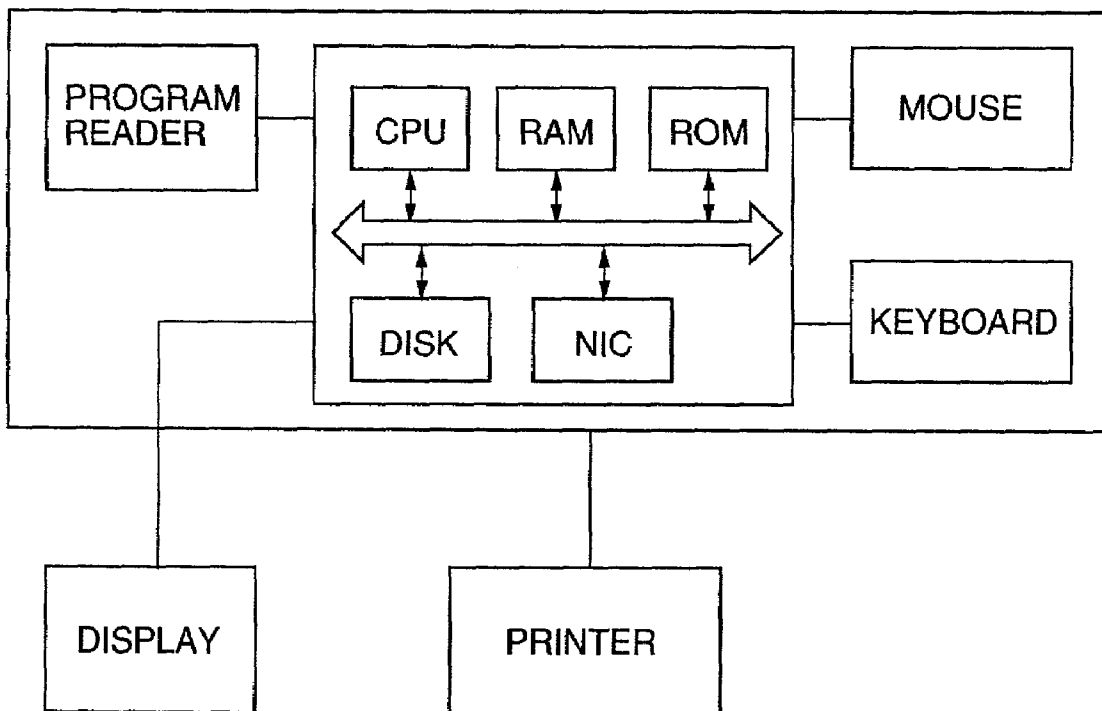 PROGRAM
READER
CPU
RAM
ROM
MOUSE
DISK
NIC
KEYBOARD
DISPLAY
PRINTER